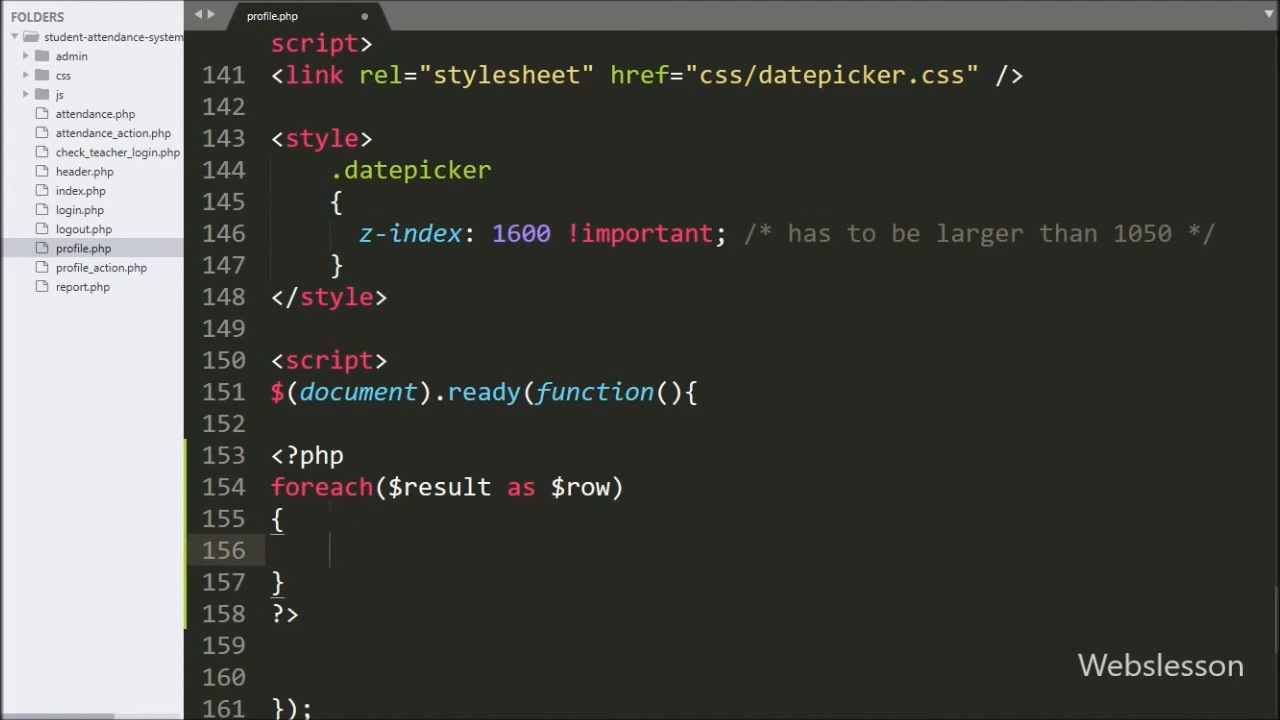 FOLDERS
student-attendance-system
admin
css
js
attendance.php
attendance_action.php
check_teacher_login.php
header.php
index.php
login.php
logout.php
profile.php
profile_action.php
report.php
profile.php
script>
141 <link rel="stylesheet" href="css/datepicker.css" />
142
143 <style>
144 .datepicker
145 {
146 z-index: 1600 !important; /* has to be larger than 1050 */
147 }
148 </style>
149
150 <script>
151 $(document).ready(function(){
152
153 <?php
154 foreach($result as $row)
155 {
156
157 }
158 ?>
159
160
161 });
Webslesson